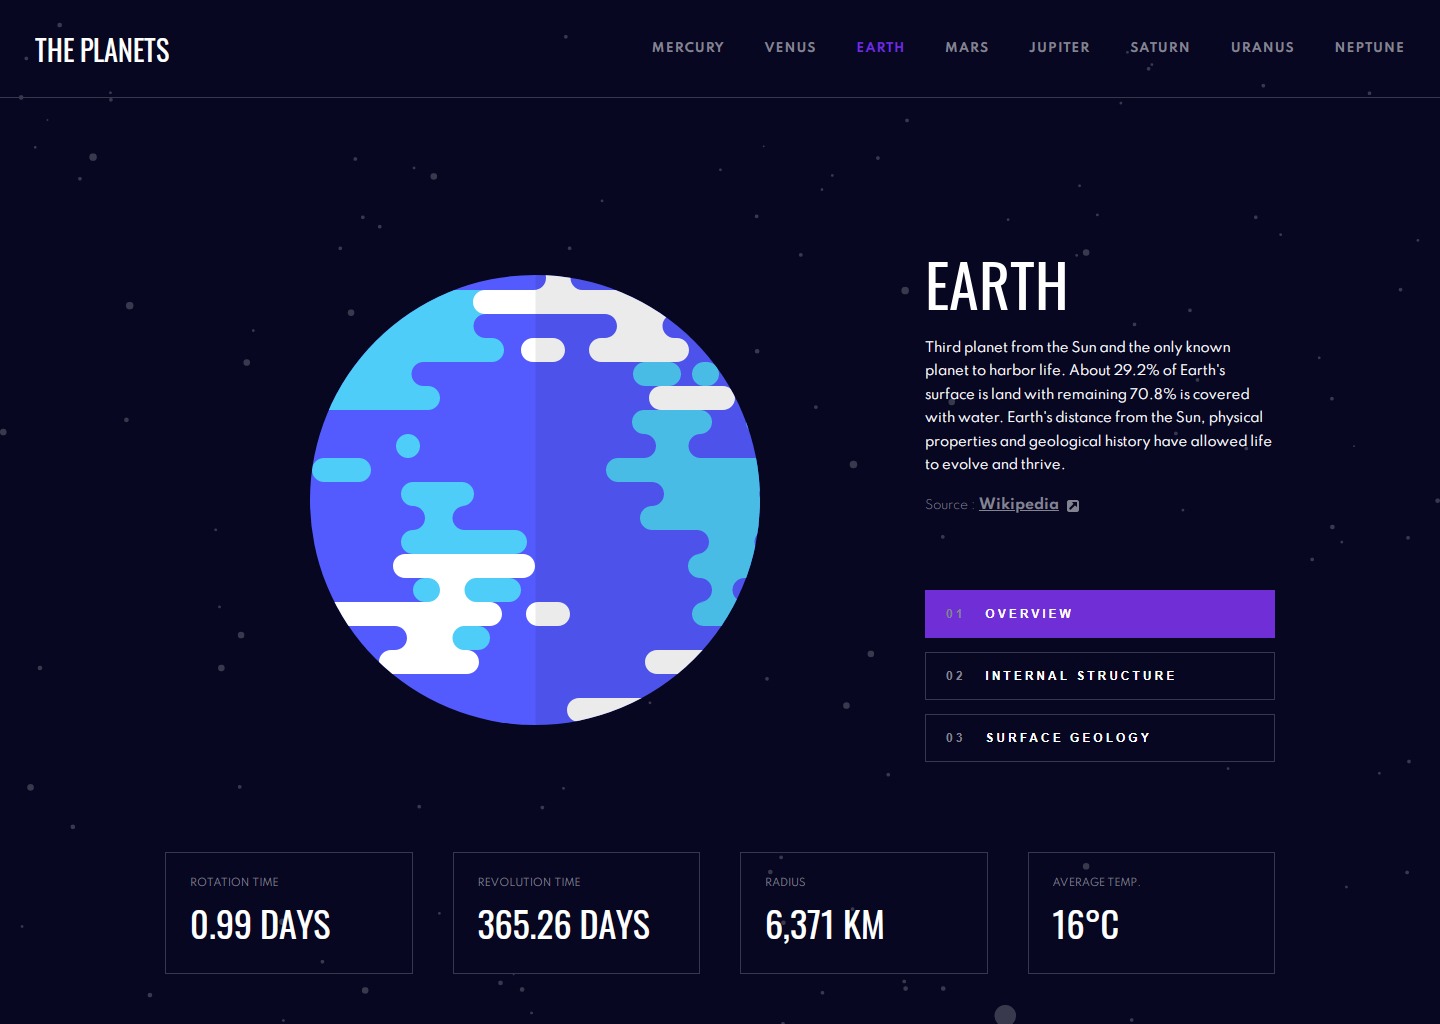 THE PLANETS
MERCURY VENUS EARTH MARS JUPITER SATURN URANUS NEPTUNE
EARTH
Third planet from the Sun and the only known
planet to harbor life. About 29.2% of Earth's
surface is land with remaining 70.8% is covered
with water. Earth's distance from the Sun, physical
properties and geological history have allowed life
to evolve and thrive.
Source : Wikipedia
01 OVERVIEW
02 INTERNAL STRUCTURE
03 SURFACE GEOLOGY
ROTATION TIME
0.99 DAYS
REVOLUTION TIME
365.26 DAYS
RADIUS
6,371 KM
AVERAGE TEMP.
16°C